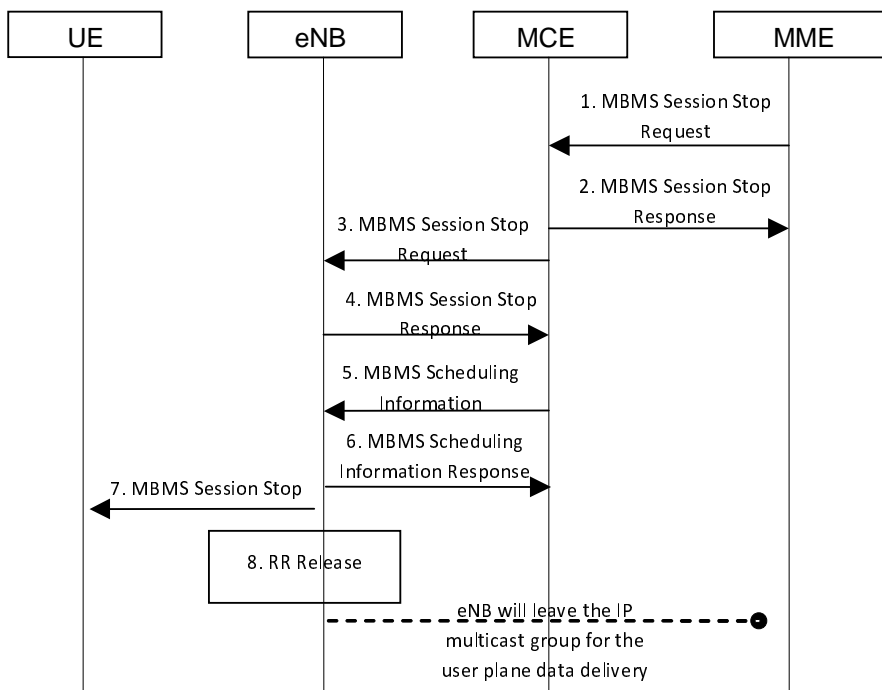 UE
eNB
MCE
MME
1. MBMS Session Stop
Request
2. MBMS Session Stop
Response
3. MBMS Session Stop
Request
4. MBMS Session Stop
Response
5. MBMS Scheduling
Information
6. MBMS Scheduling
Information Response
7. MBMS Session Stop
8. RR Release
eNB will leave the IP
multicast group for the
user plane data delivery